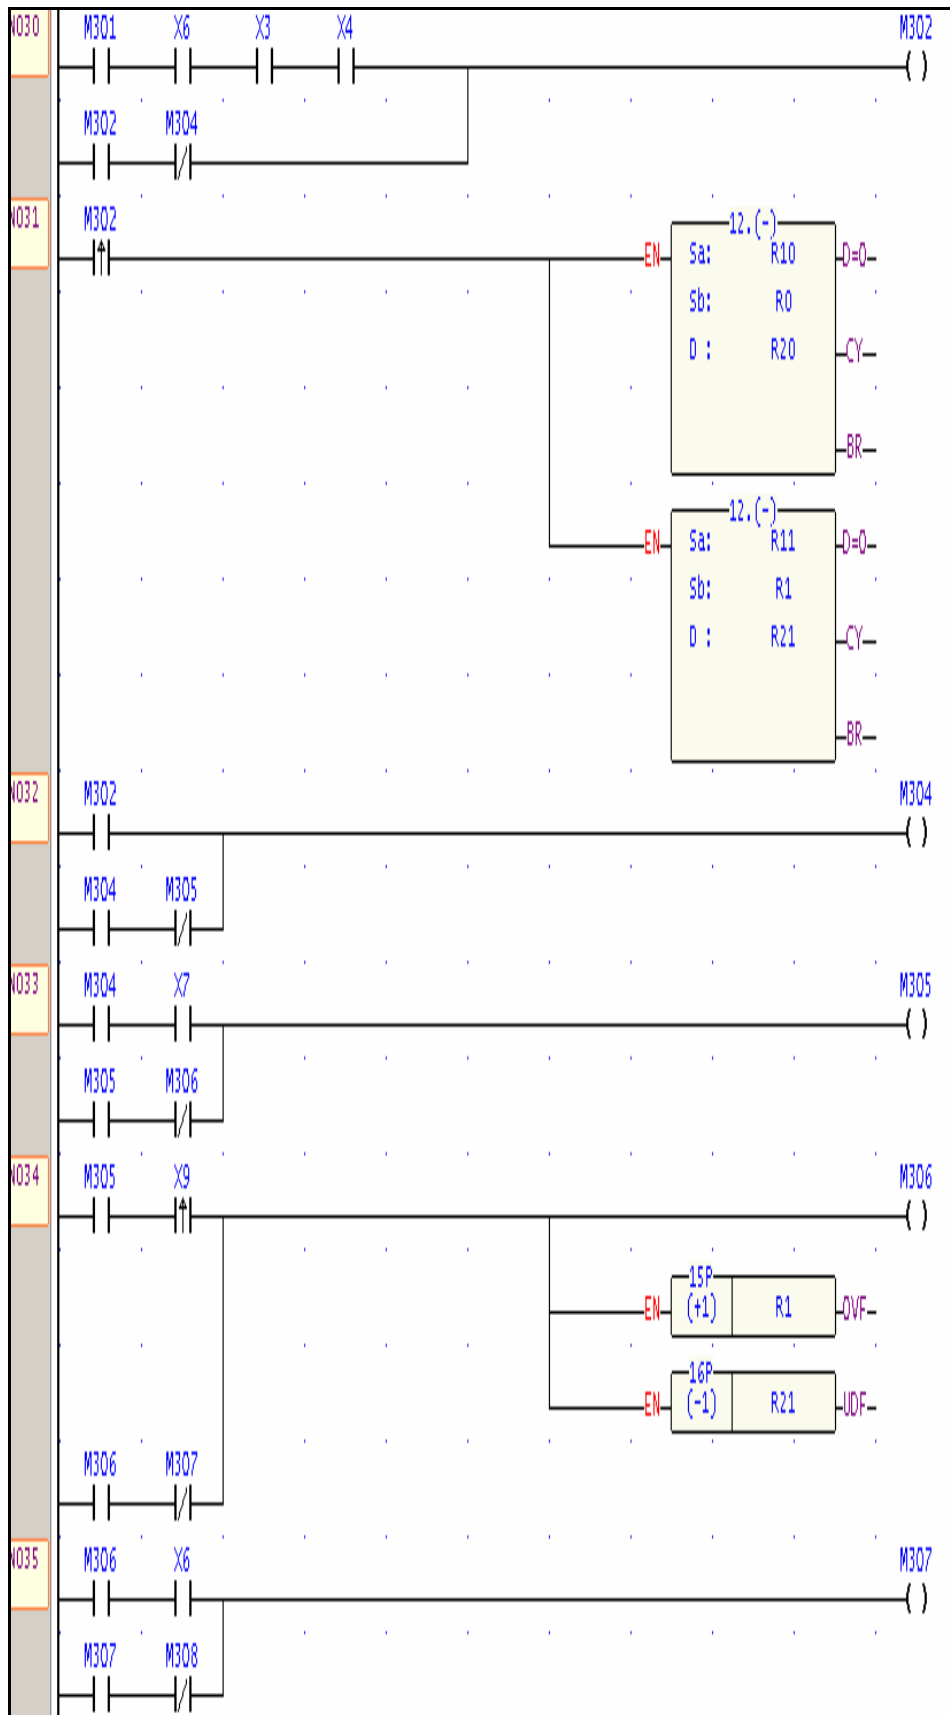 N030 M301 X6 X3 X4 M302
M302 M304
N031 M302
12.(-)
EN Sa: R10 D=0
Sb: R0
D : R20 CY
BR
12.(-)
EN Sa: R11 D=0
Sb: R1
D : R21 CY
BR
N032 M302 M304
M304 M305
N033 M304 X7 M305
M305 M306
N034 M305 X9 M306
15P
EN (+1) R1 OVF
16P
EN (-1) R21 UDF
M306 M307
N035 M306 X6 M307
M307 M308